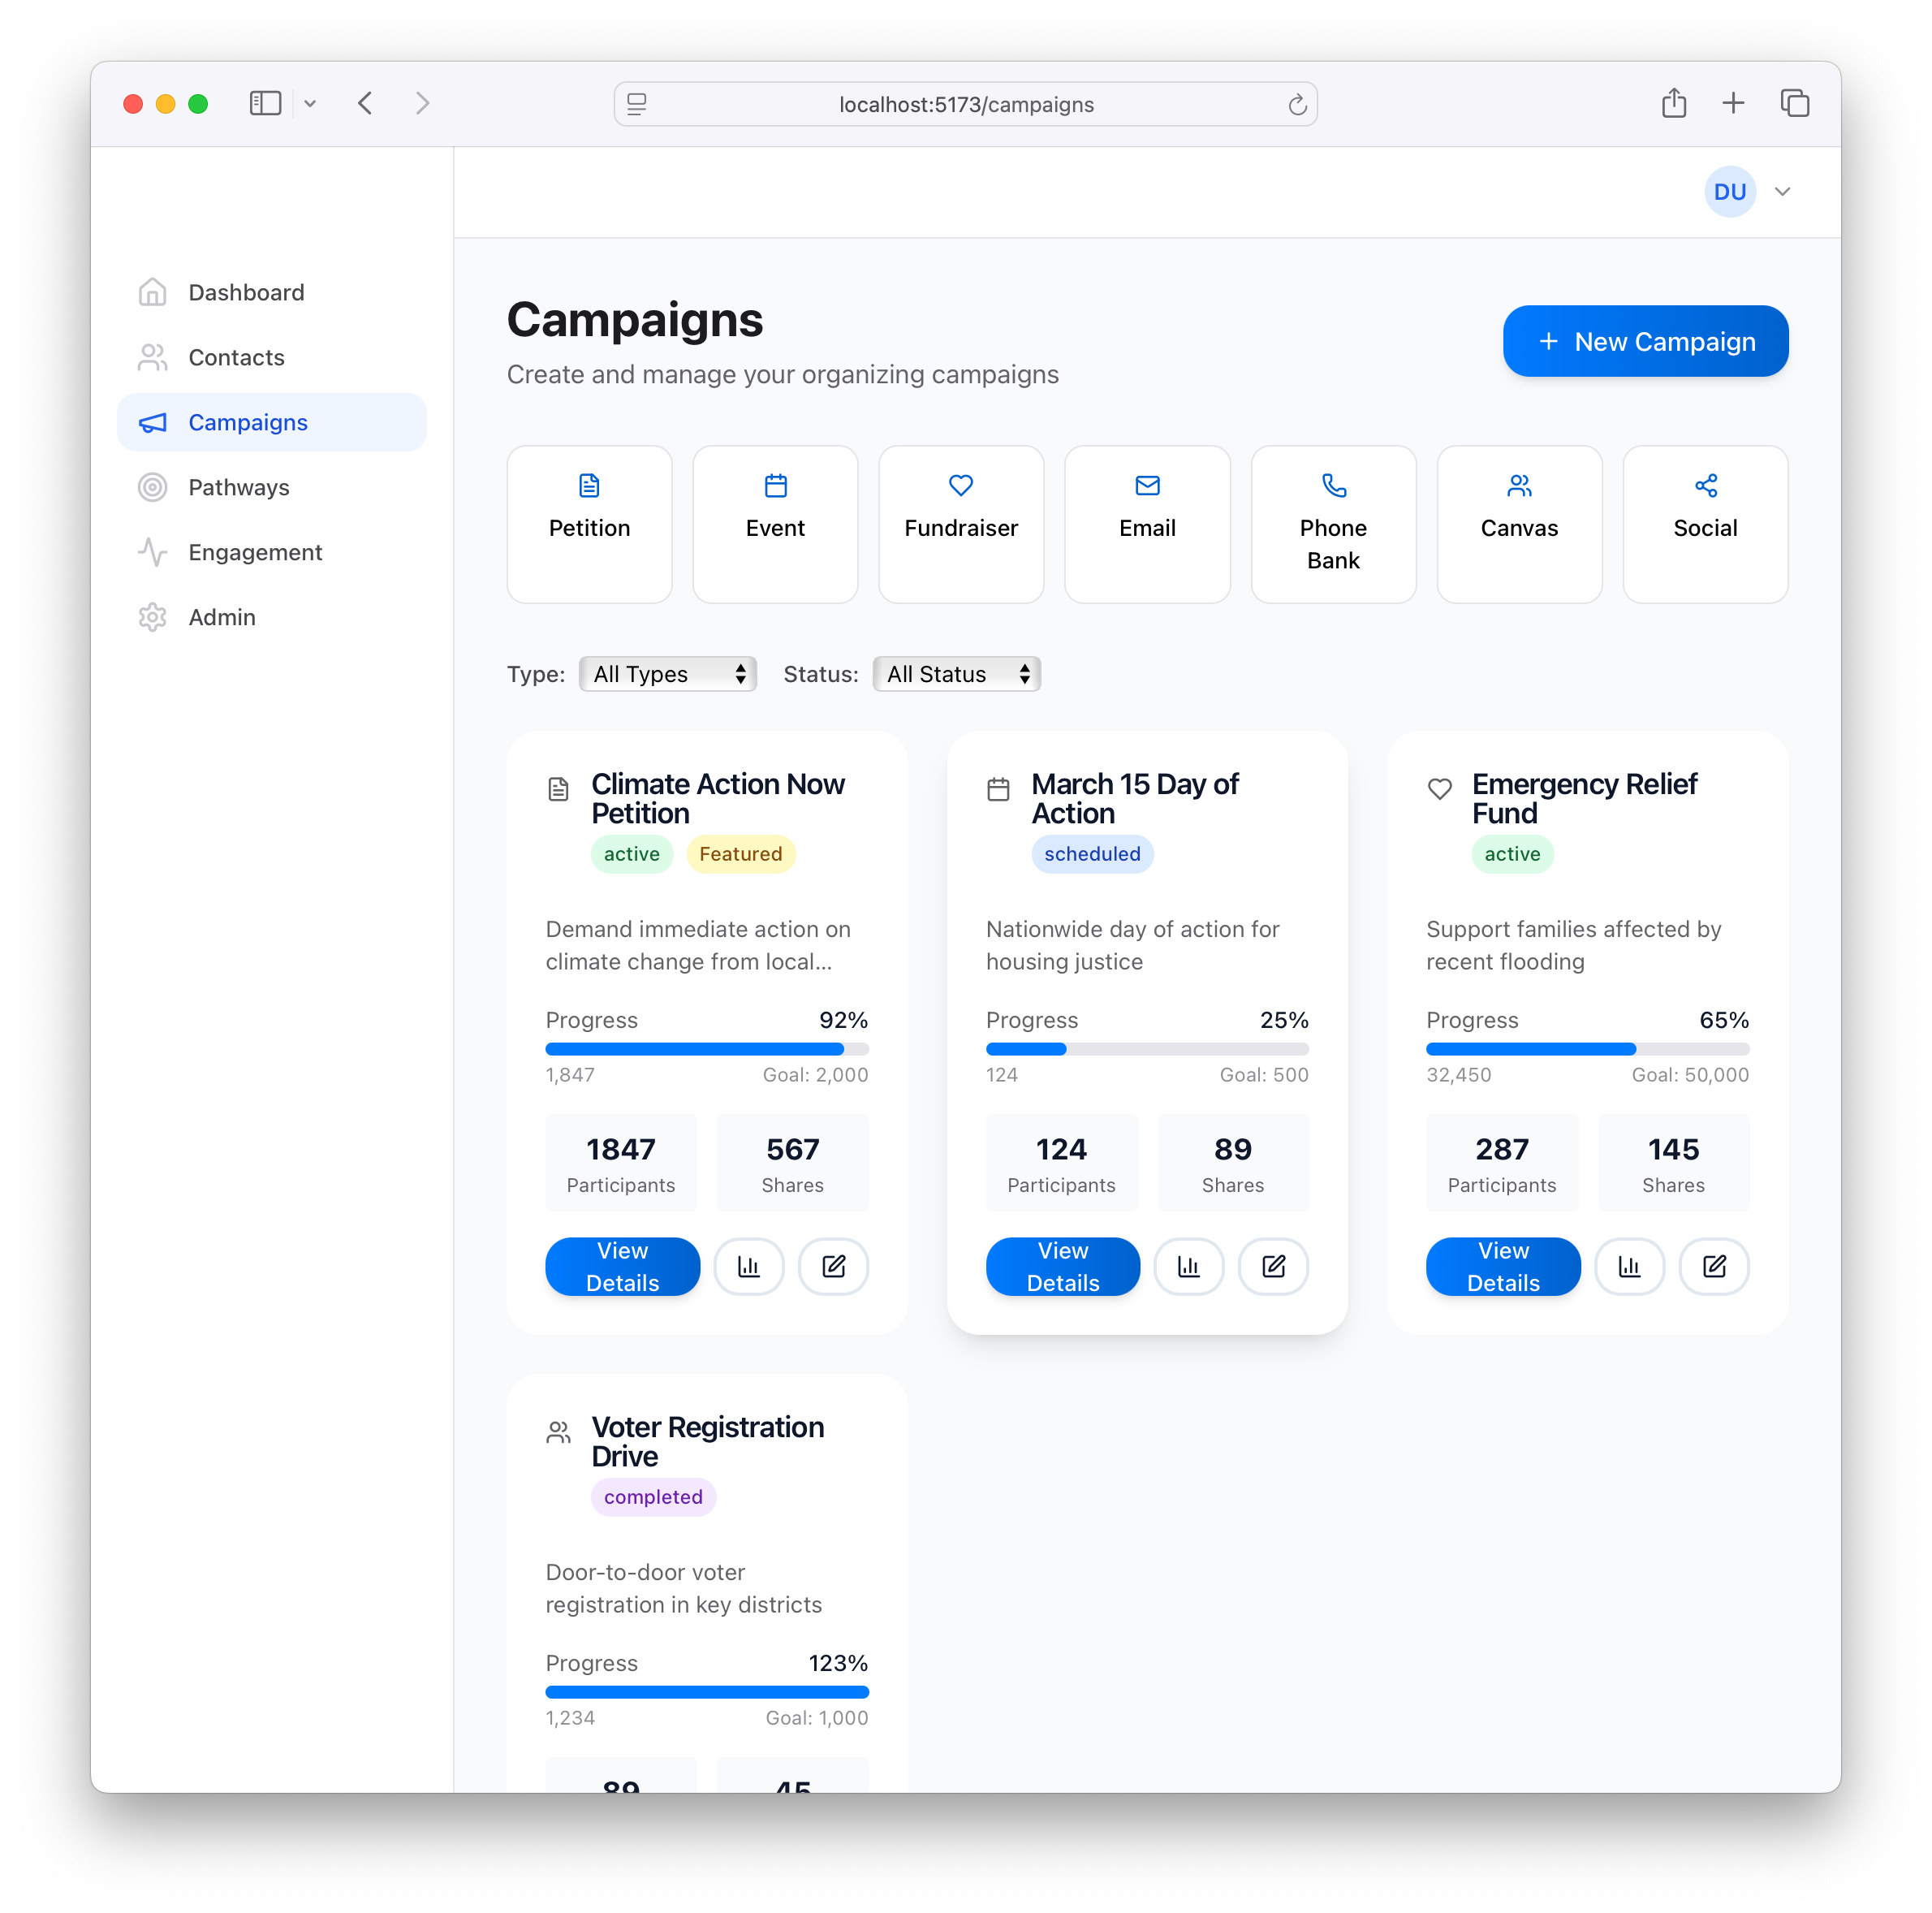 localhost:5173/campaigns
DU
Dashboard
Contacts
Campaigns
Pathways
Engagement
Admin
Campaigns
Create and manage your organizing campaigns
+ New Campaign
Petition
Event
Fundraiser
Email
Phone
Bank
Canvas
Social
Type: All Types Status: All Status
Climate Action Now
Petition
active Featured
Demand immediate action on
climate change from local...
Progress 92%
1,847 Goal: 2,000
1847 567
Participants Shares
View
Details
March 15 Day of
Action
scheduled
Nationwide day of action for
housing justice
Progress 25%
124 Goal: 500
124 89
Participants Shares
View
Details
Emergency Relief
Fund
active
Support families affected by
recent flooding
Progress 65%
32,450 Goal: 50,000
287 145
Participants Shares
View
Details
Voter Registration
Drive
completed
Door-to-door voter
registration in key districts
Progress 123%
1,234 Goal: 1,000
89 45